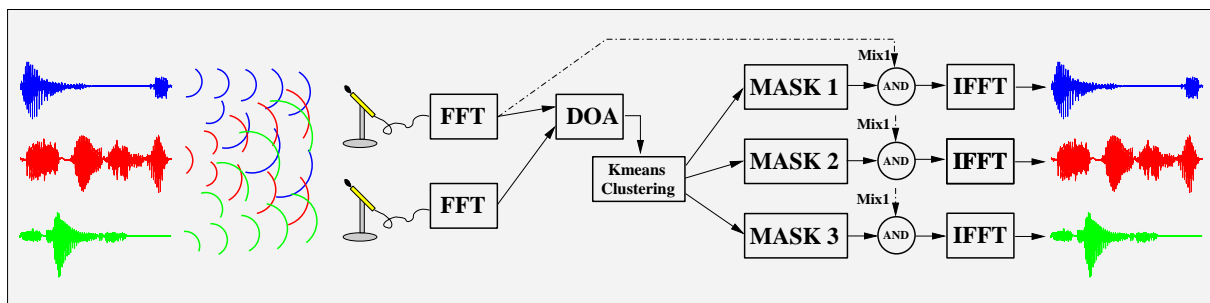 Mix1
MASK 1
AND
IFFT
FFT
DOA
Mix1
MASK 2
AND
IFFT
Kmeans
Clustering
FFT
Mix1
MASK 3
AND
IFFT